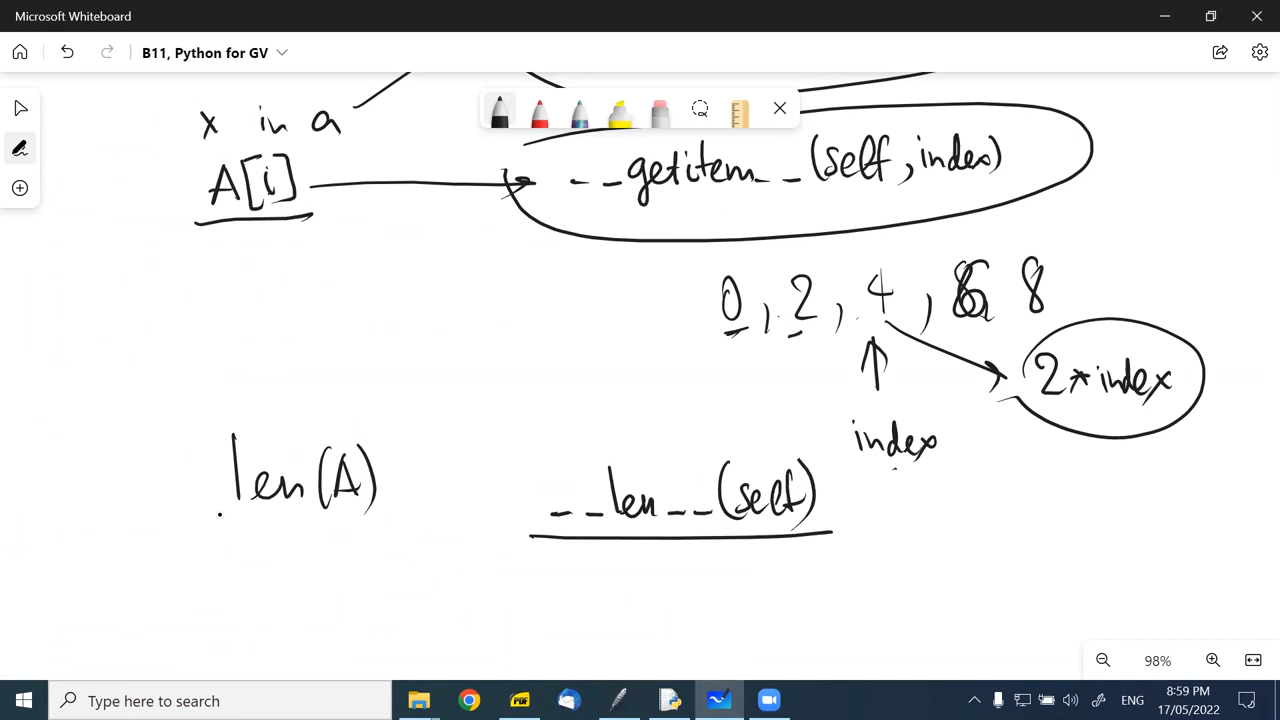 Microsoft Whiteboard
B11, Python for GV
x in a
A[i]
__getitem__(self, index)
0, 2, 4, 8
2*index
index
len(A)
__len__(self)
98%
Type here to search
PDF
ENG
8:59 PM
17/05/2022